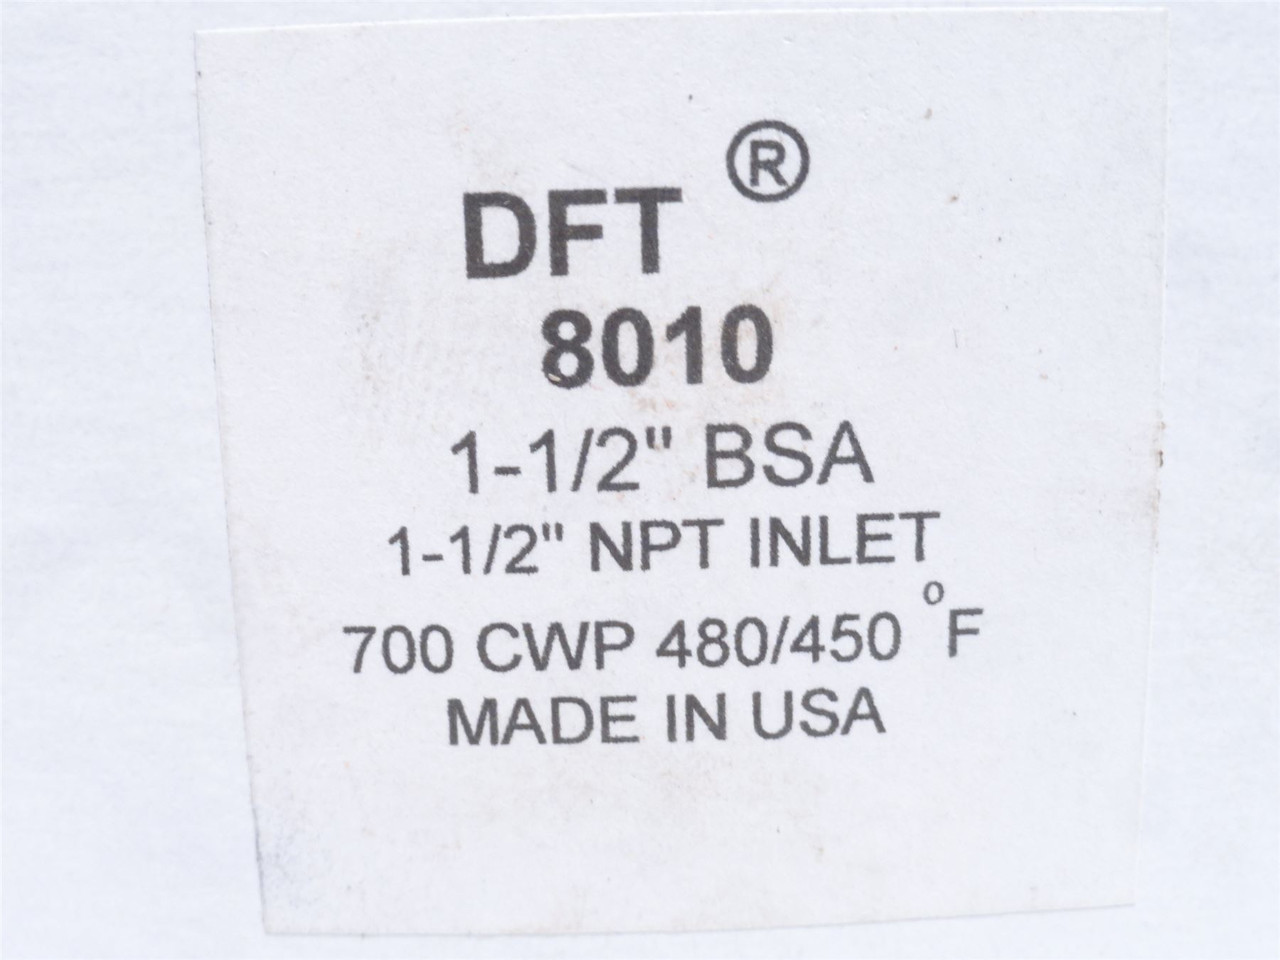 DFT ®
8010
1-1/2" BSA
1-1/2" NPT INLET
700 CWP 480/450 °F
MADE IN USA